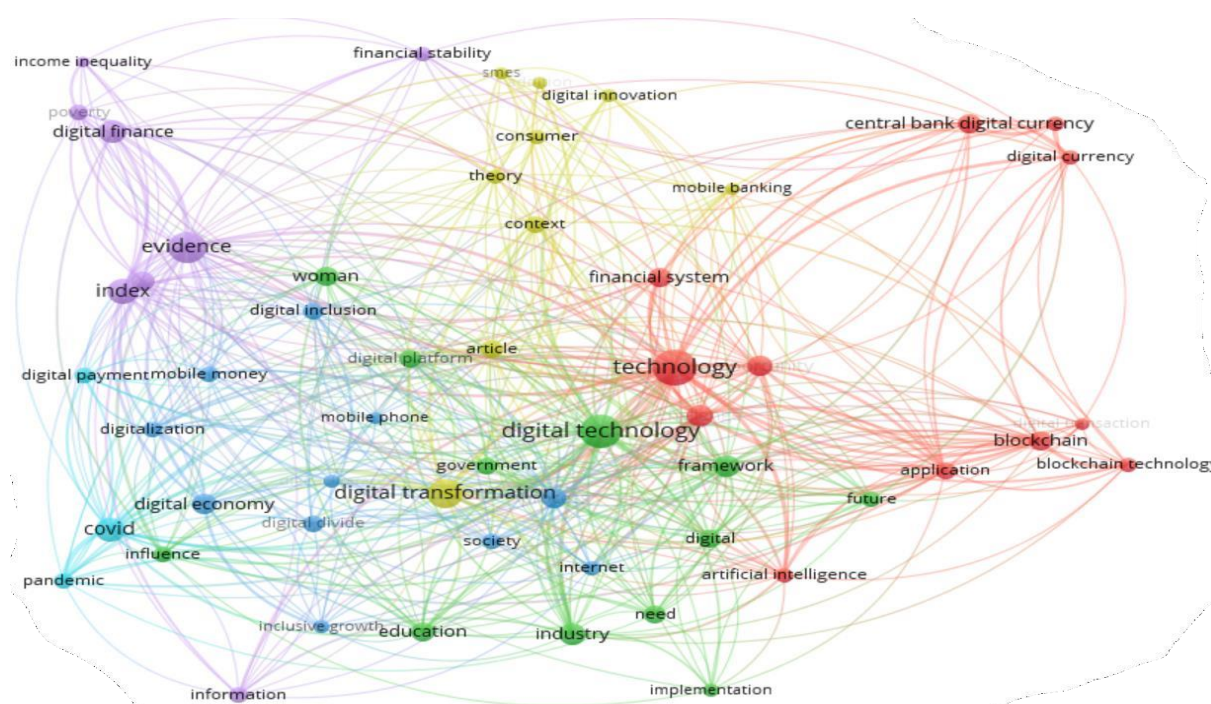 financial stability
income inequality
smes
digital innovation
poverty
digital finance
consumer
central bank digital currency
digital currency
theory
mobile banking
context
evidence
woman
financial system
index
digital inclusion
article
digital platform
technology
digital payment
mobile money
mobile phone
digital transaction
digitalization
digital technology
blockchain
government
framework
application
blockchain technology
digital transformation
future
digital economy
digital divide
covid
society
digital
influence
internet
artificial intelligence
pandemic
need
inclusive growth
education
industry
information
implementation